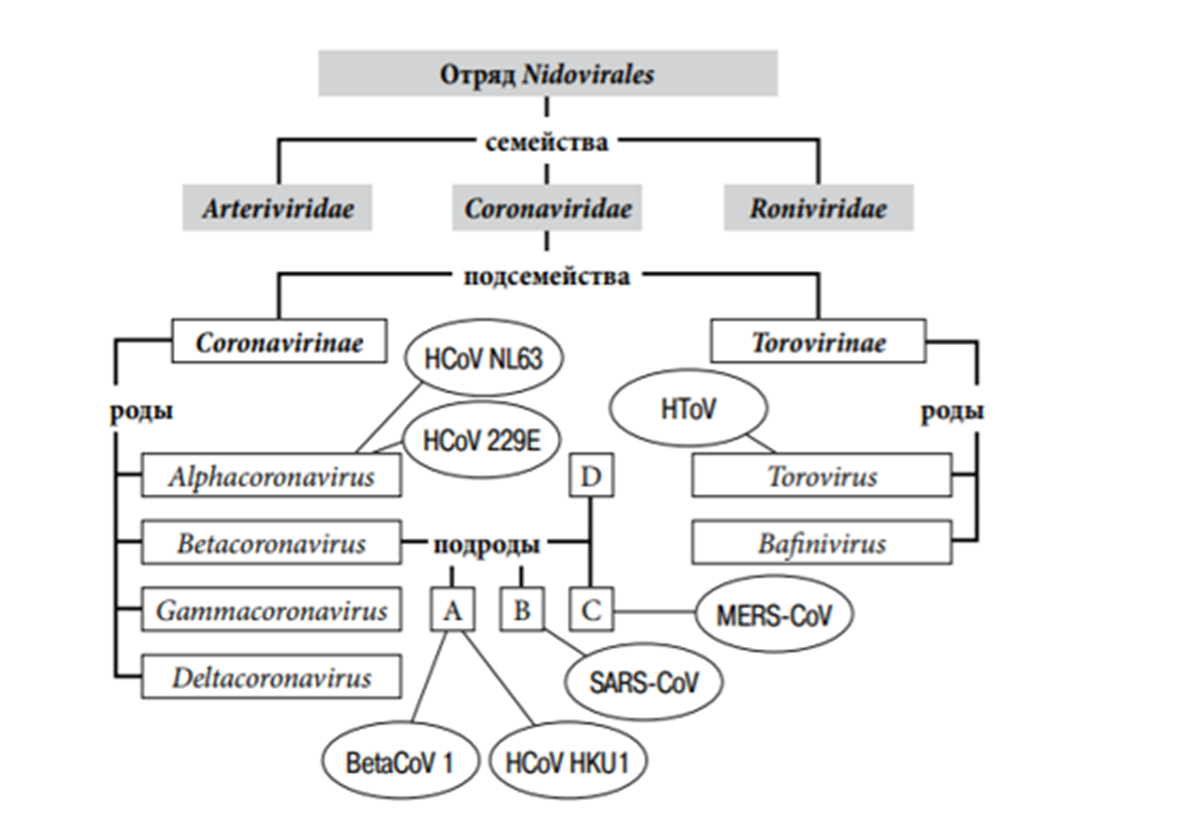 Отряд Nidovirales
семейства
Arteriviridae
Coronaviridae
Roniviridae
подсемейства
Coronavirinae
HCoV NL63
Torovirinae
роды
HCoV 229E
HToV
роды
Alphacoronavirus
D
Torovirus
Betacoronavirus
подроды
Bafinivirus
Gammacoronavirus
A
B
C
MERS-CoV
Deltacoronavirus
SARS-CoV
BetaCoV 1
HCoV HKU1